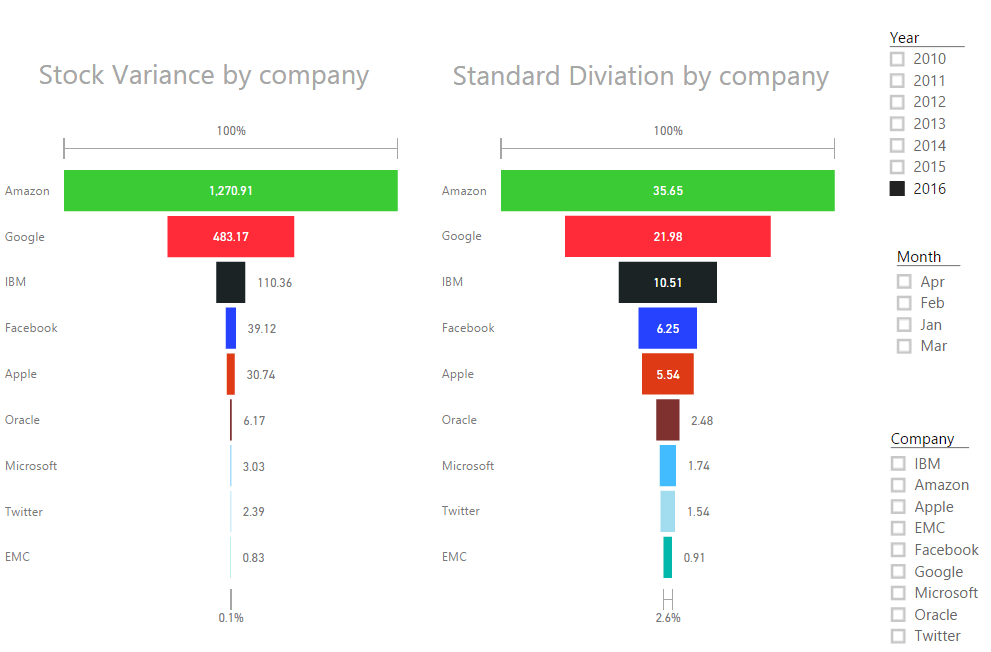 Stock Variance by company
100%
Amazon 1,270.91
Google 483.17
IBM 110.36
Facebook 39.12
Apple 30.74
Oracle 6.17
Microsoft 3.03
Twitter 2.39
EMC 0.83
0.1%
Standard Diviation by company
100%
Amazon 35.65
Google 21.98
IBM 10.51
Facebook 6.25
Apple 5.54
Oracle 2.48
Microsoft 1.74
Twitter 1.54
EMC 0.91
2.6%
Year
2010
2011
2012
2013
2014
2015
2016
Month
Apr
Feb
Jan
Mar
Company
IBM
Amazon
Apple
EMC
Facebook
Google
Microsoft
Oracle
Twitter